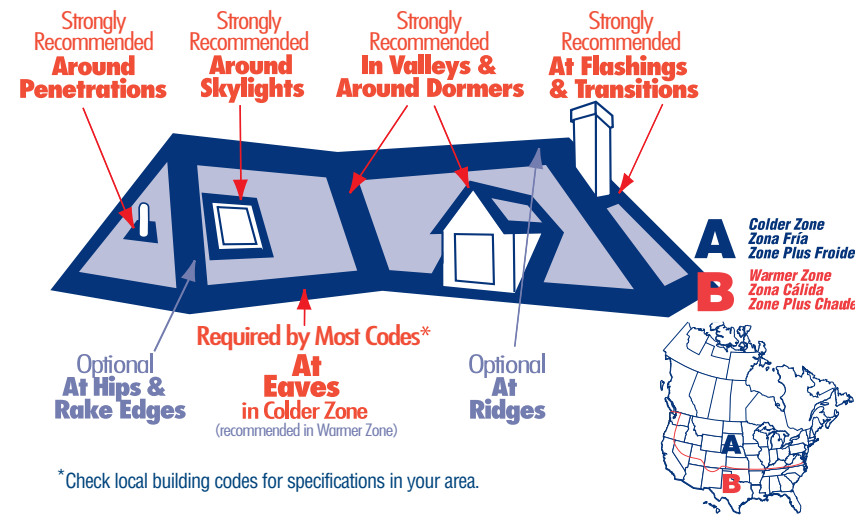 Strongly
Recommended
Around
Penetrations
Strongly
Recommended
Around
Skylights
Strongly
Recommended
In Valleys &
Around Dormers
Strongly
Recommended
At Flashings
& Transitions
A
Colder Zone
Zona Fría
Zone Plus Froide
B
Warmer Zone
Zona Cálida
Zone Plus Chaude
Optional
At Hips &
Rake Edges
Required by Most Codes*
At
Eaves
in Colder Zone
(recommended in Warmer Zone)
Optional
At
Ridges
A
B
*Check local building codes for specifications in your area.